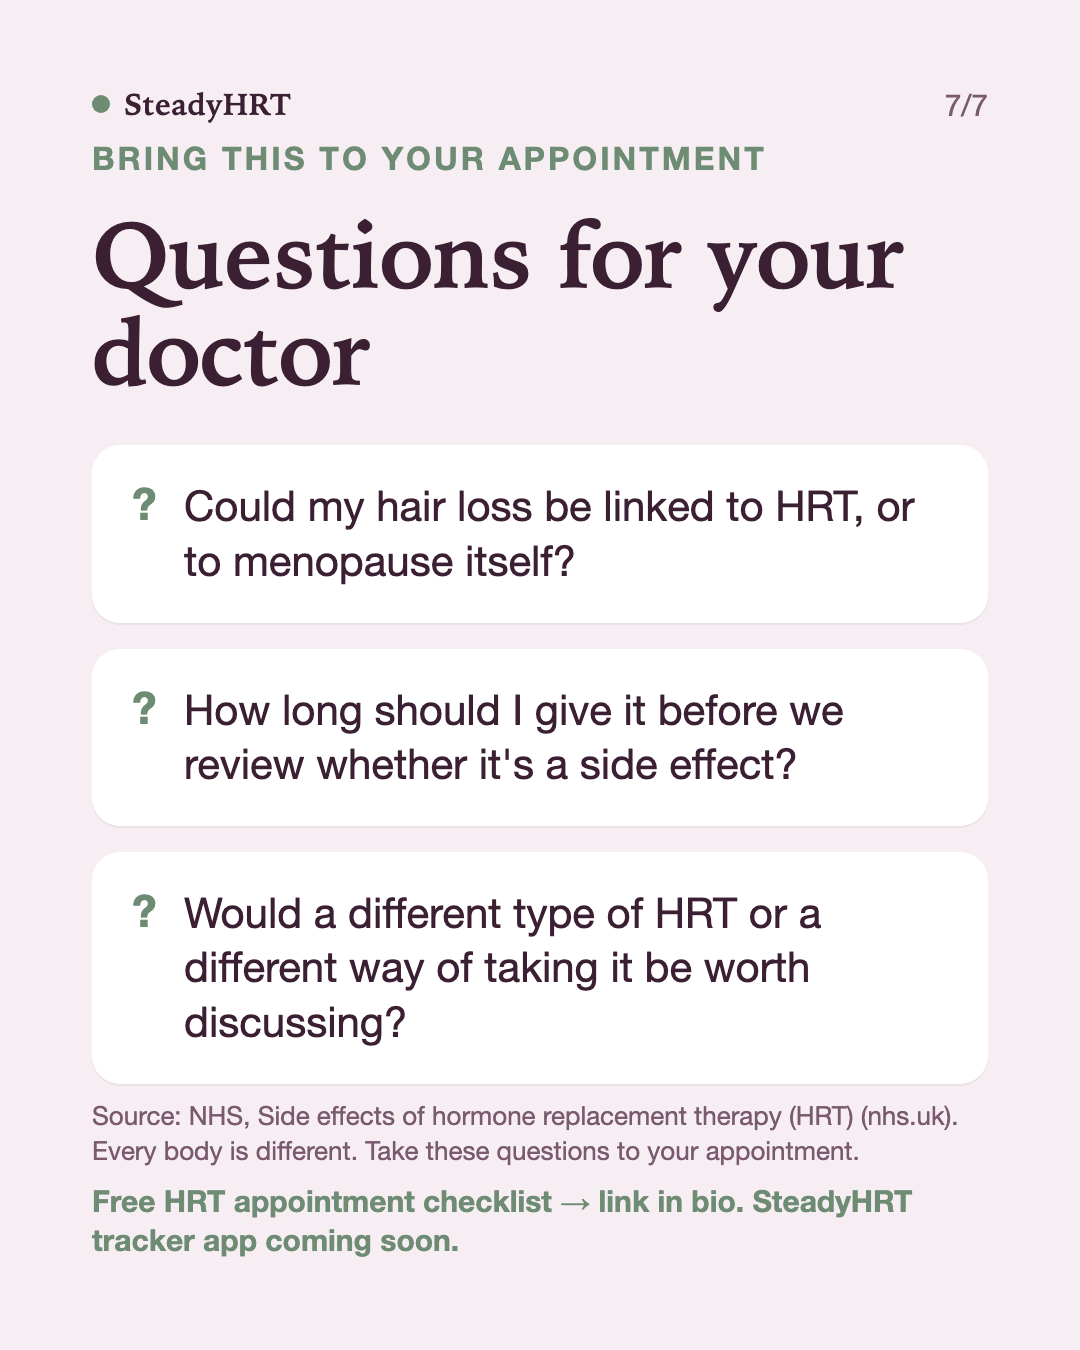 SteadyHRT
7/7
BRING THIS TO YOUR APPOINTMENT
Questions for your
doctor
? Could my hair loss be linked to HRT, or
to menopause itself?
? How long should I give it before we
review whether it's a side effect?
? Would a different type of HRT or a
different way of taking it be worth
discussing?
Source: NHS, Side effects of hormone replacement therapy (HRT) (nhs.uk).
Every body is different. Take these questions to your appointment.
Free HRT appointment checklist → link in bio. SteadyHRT
tracker app coming soon.